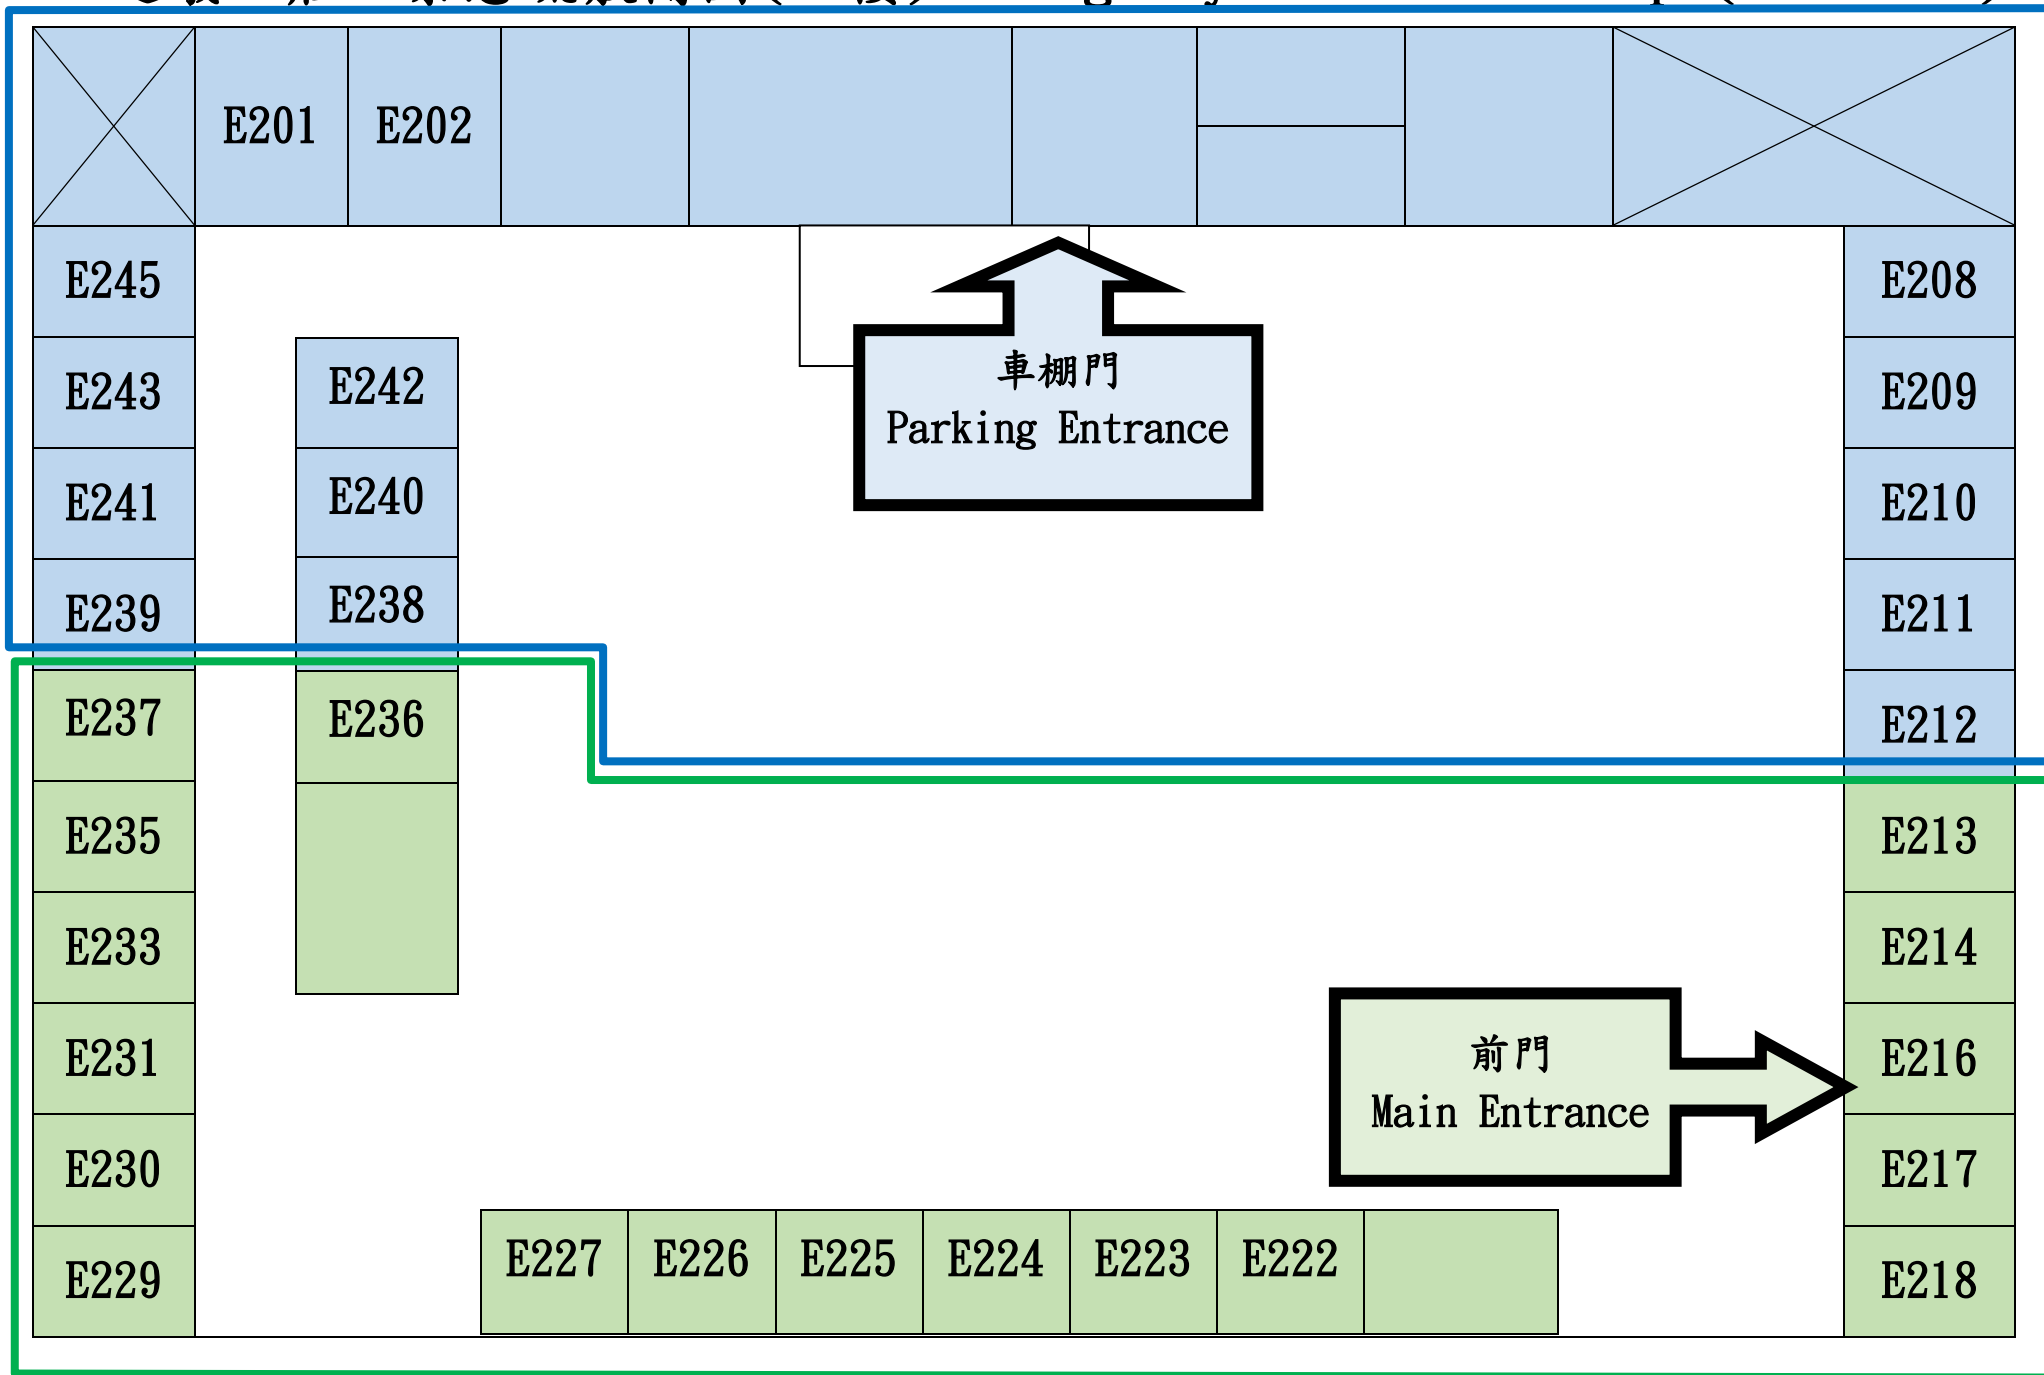 E201 E202
E245
E208
E243
E242
E209
車棚門
Parking Entrance
E241
E240
E210
E239
E238
E211
E237
E236
E212
E235
E213
E233
E214
E231
前門
Main Entrance
E216
E230
E217
E229
E227 E226 E225 E224 E223 E222
E218